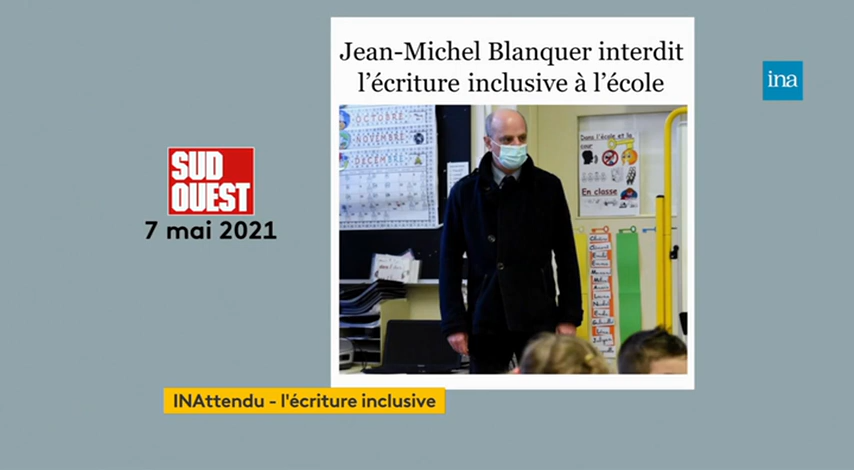 Jean-Michel Blanquer interdit
l'écriture inclusive à l'école
ina
SUD
OUEST
7 mai 2021
OCTOBRE
NOVEMBRE
DECEMBRE
Dans l'école et la
cour
En classe
INAttendu - l'écriture inclusive